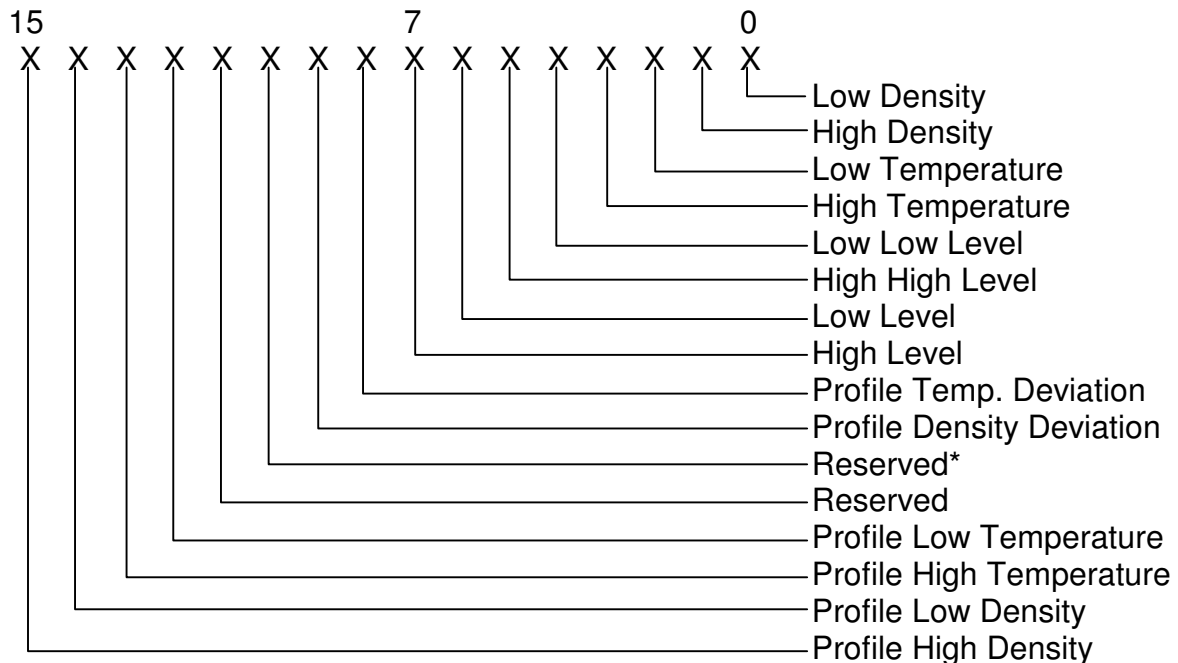 15 7 0
X X X X X X X X X X X X X X X X
Low Density
High Density
Low Temperature
High Temperature
Low Low Level
High High Level
Low Level
High Level
Profile Temp. Deviation
Profile Density Deviation
Reserved*
Reserved
Profile Low Temperature
Profile High Temperature
Profile Low Density
Profile High Density